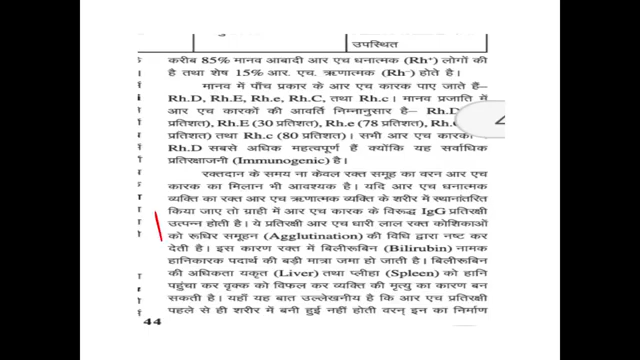 उपस्थित
करीब 85% मानव आबादी आर एच धनात्मक (Rh⁺) लोगों की
है तथा शेष 15% आर. एच. ऋणात्मक (Rh⁻) होते है।
मानव में पाँच प्रकार के आर एच कारक पाए जाते हैं–
Rh.D, Rh.E, Rh.e, Rh.C, तथा Rh.c। मानव प्रजाति में
आर एच कारकों की आवर्ति निम्नानुसार है– Rh.D
प्रतिशत), Rh.E (30 प्रतिशत), Rh.e (78 प्रतिशत),
प्रतिशत) तथा Rh.c (80 प्रतिशत)। सभी आर एच कारकों
Rh.D सबसे अधिक महत्वपूर्ण हैं क्योंकि यह सर्वाधिक
प्रतिरक्षाजनी (Immunogenic) है।
रक्तदान के समय ना केवल रक्त समूह का वरन आर एच
कारक का मिलान भी आवश्यक है। यदि आर एच धनात्मक
व्यक्ति का रक्त आर एच ऋणात्मक व्यक्ति के शरीर में स्थानांतरित
किया जाए तो ग्राही में आर एच कारक के विरूद्ध IgG प्रतिरक्षी
उत्पन्न होती है। ये प्रतिरक्षी आर एच धारी लाल रक्त कोशिकाओं
को रूधिर समूहन (Agglutination) की विधि द्वारा नष्ट कर
देती है। इस कारण रक्त में बिलीरूबिन (Bilirubin) नामक
हानिकारक पदार्थ की बड़ी मात्रा जमा हो जाती है। बिलीरूबिन
की अधिकता यकृत (Liver) तथा प्लीहा (Spleen) को हानि
पहुंचा कर वृक्क को विफल कर व्यक्ति की मृत्यु का कारण बन
सकती है। यहाँ यह बात उल्लेखनीय है कि आर एच प्रतिरक्षी
पहले से ही शरीर में बनी हुई नहीं होती वरन् इन का निर्माण
44